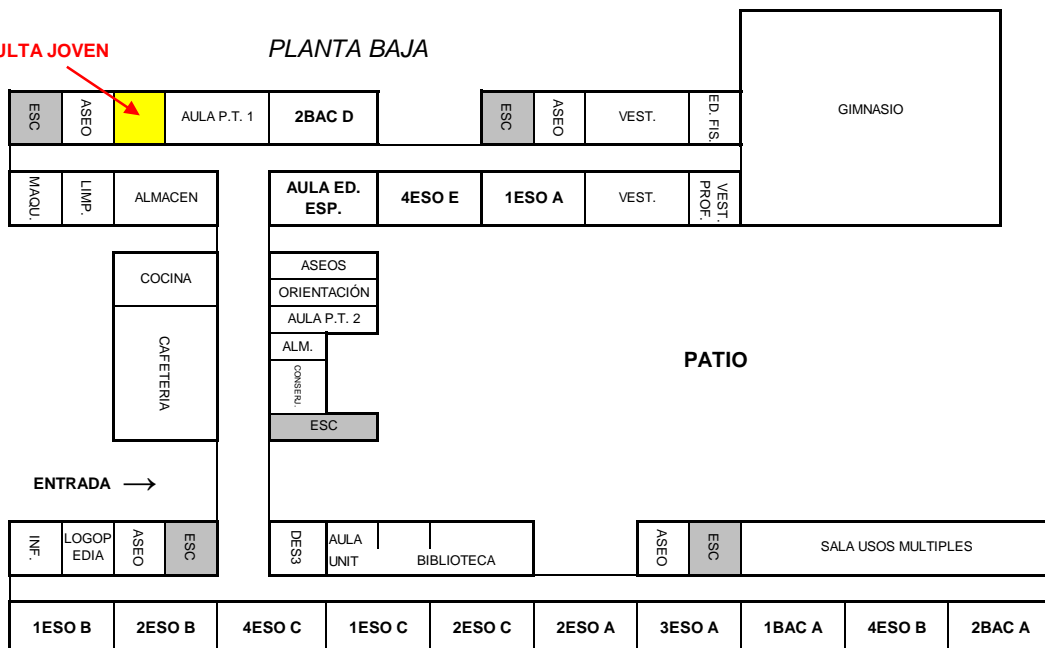 PLANTA BAJA
ULTA JOVEN
ESC
ASEO
AULA P.T. 1
2BAC D
ESC
ASEO
VEST.
ED. FIS.
GIMNASIO
MAQU.
LIMP.
ALMACEN
AULA ED.
ESP.
4ESO E
1ESO A
VEST.
VEST.
PROF.
COCINA
ASEOS
ORIENTACIÓN
AULA P.T. 2
ALM.
CAFETERIA
CONSERJ.
ESC
PATIO
ENTRADA →
INF.
LOGOP
EDIA
ASEO
ESC
DES3
AULA
UNIT
BIBLIOTECA
ASEO
ESC
SALA USOS MULTIPLES
1ESO B
2ESO B
4ESO C
1ESO C
2ESO C
2ESO A
3ESO A
1BAC A
4ESO B
2BAC A